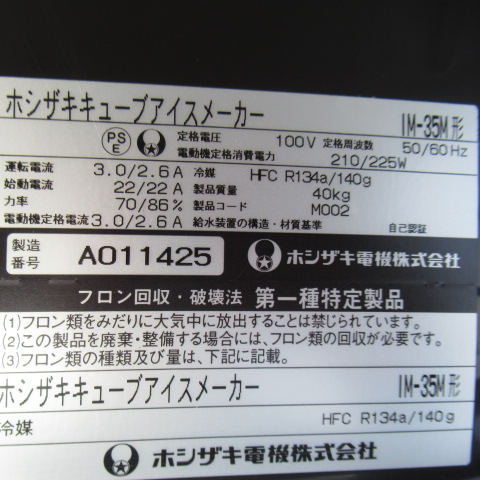 ホシザキキューブアイスメーカー IM-35M 形
PS E 定格電圧 100V 定格周波数 50/60 Hz
電動機定格消費電力 210/225W
運転電流 3.0/2.6 A 冷媒 HFC R134a/140g
始動電流 22/22 A 製品質量 40kg
力率 70/86% 製品コード M002
電動機定格電流 3.0/2.6 A 給水装置の構造・材質基準 自己認証
製造番号 A011425 ホシザキ電機株式会社
フロン回収・破壊法 第一種特定製品
(1)フロン類をみだりに大気中に放出することは禁じられています。
(2)この製品を廃棄・整備する場合には、フロン類の回収が必要です。
(3)フロン類の種類及び量は、下記に記載。
ホシザキキューブアイスメーカー IM-35M 形
冷媒 HFC R134a/140g
ホシザキ電機株式会社